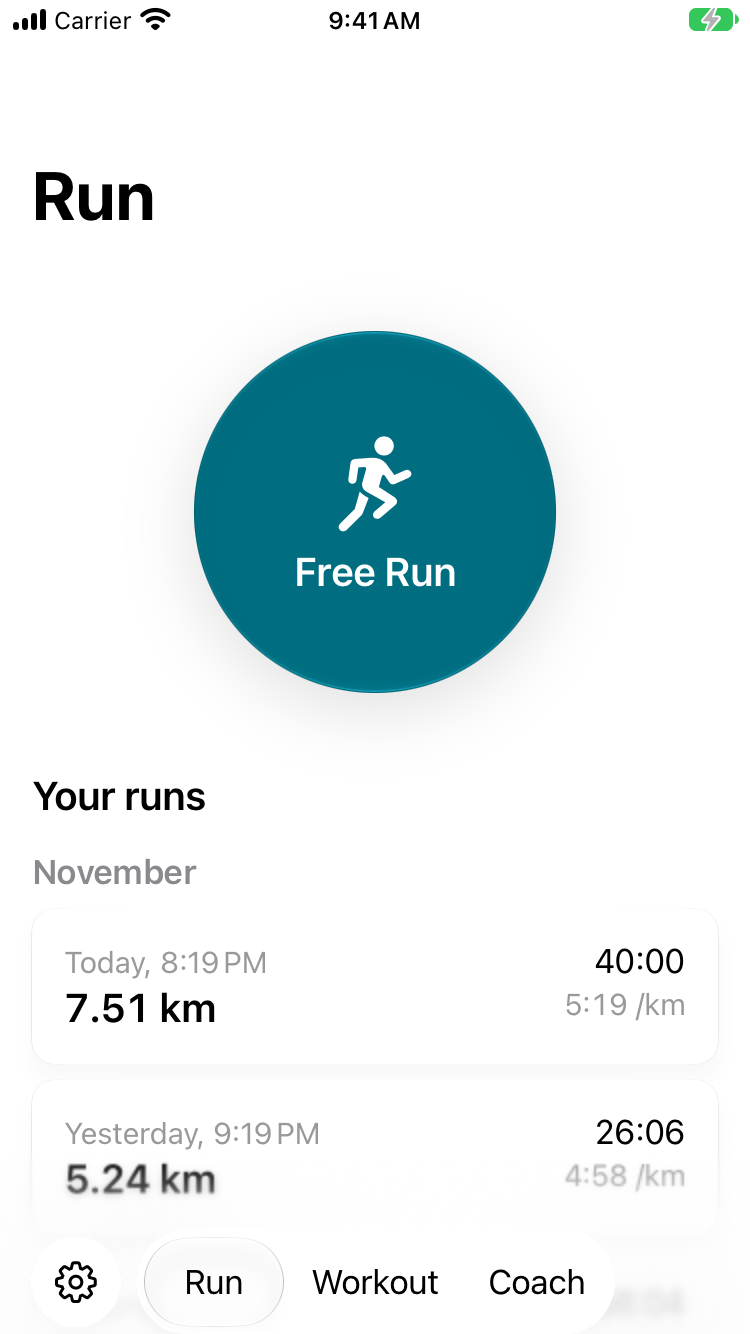 Carrier 9:41 AM
Run
Free Run
Your runs
November
Today, 8:19 PM 40:00
7.51 km 5:19 /km
Yesterday, 9:19 PM 26:06
5.24 km 4:58 /km
Run Workout Coach